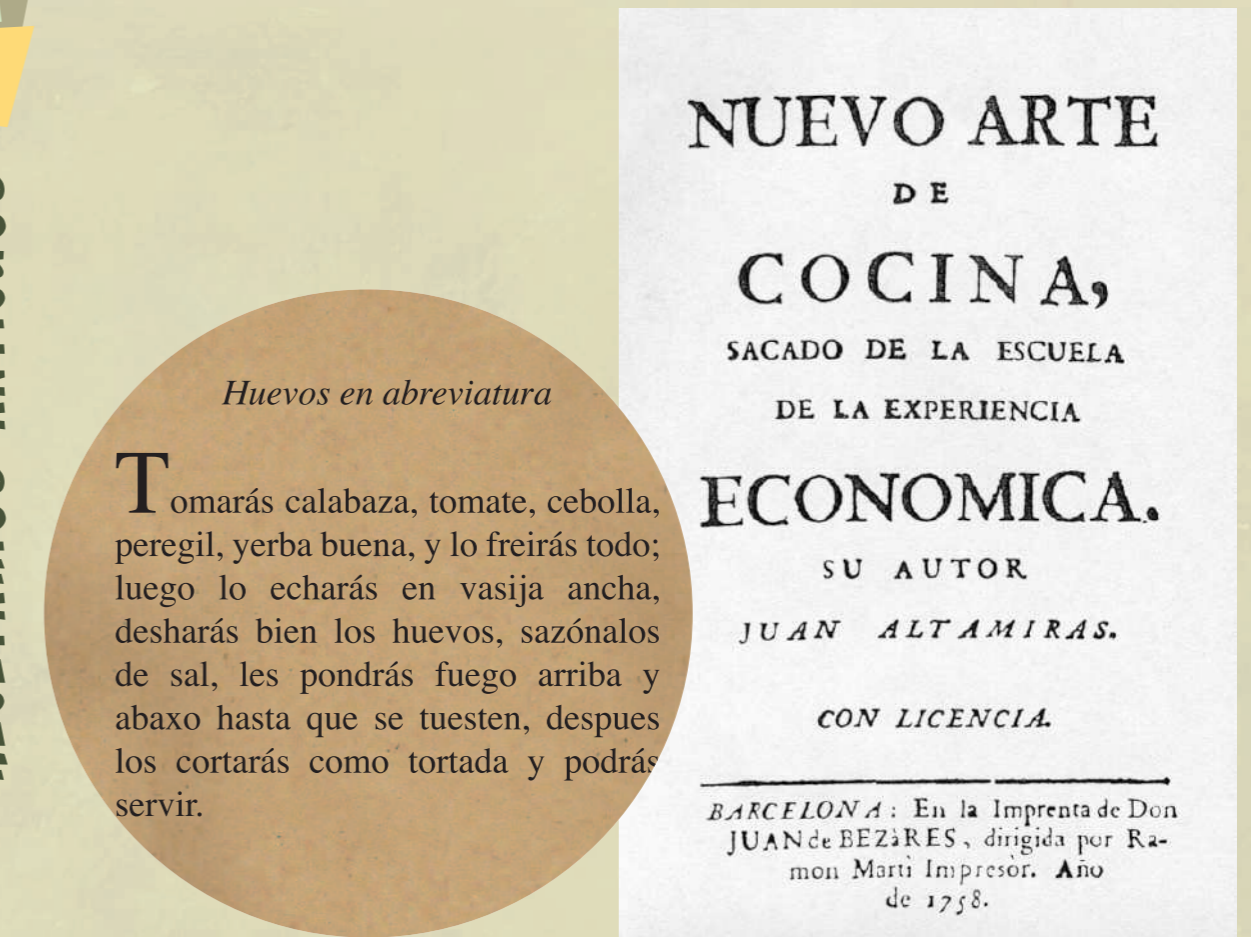 Huevos en abreviatura
Tomarás calabaza, tomate, cebolla,
peregil, yerba buena, y lo freirás todo;
luego lo echarás en vasija ancha,
desharás bien los huevos, sazónalos
de sal, les pondrás fuego arriba y
abaxo hasta que se tuesten, despues
los cortarás como tortada y podrás
servir.
NUEVO ARTE
DE
COCINA,
SACADO DE LA ESCUELA
DE LA EXPERIENCIA
ECONOMICA.
SU AUTOR
JUAN ALTAMIRAS.
CON LICENCIA.
BARCELONA: En la Imprenta de Don
JUAN de BEZàRES, dirigida por Ra-
mon Marti Impresòr. Año
de 1758.